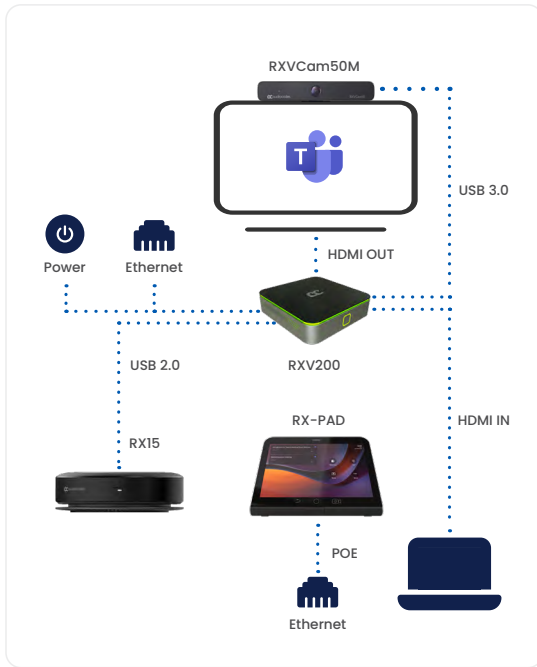 RXVCam50M
T
USB 3.0
HDMI OUT
Power
Ethernet
USB 2.0
RXV200
RX15
RX-PAD
HDMI IN
POE
Ethernet